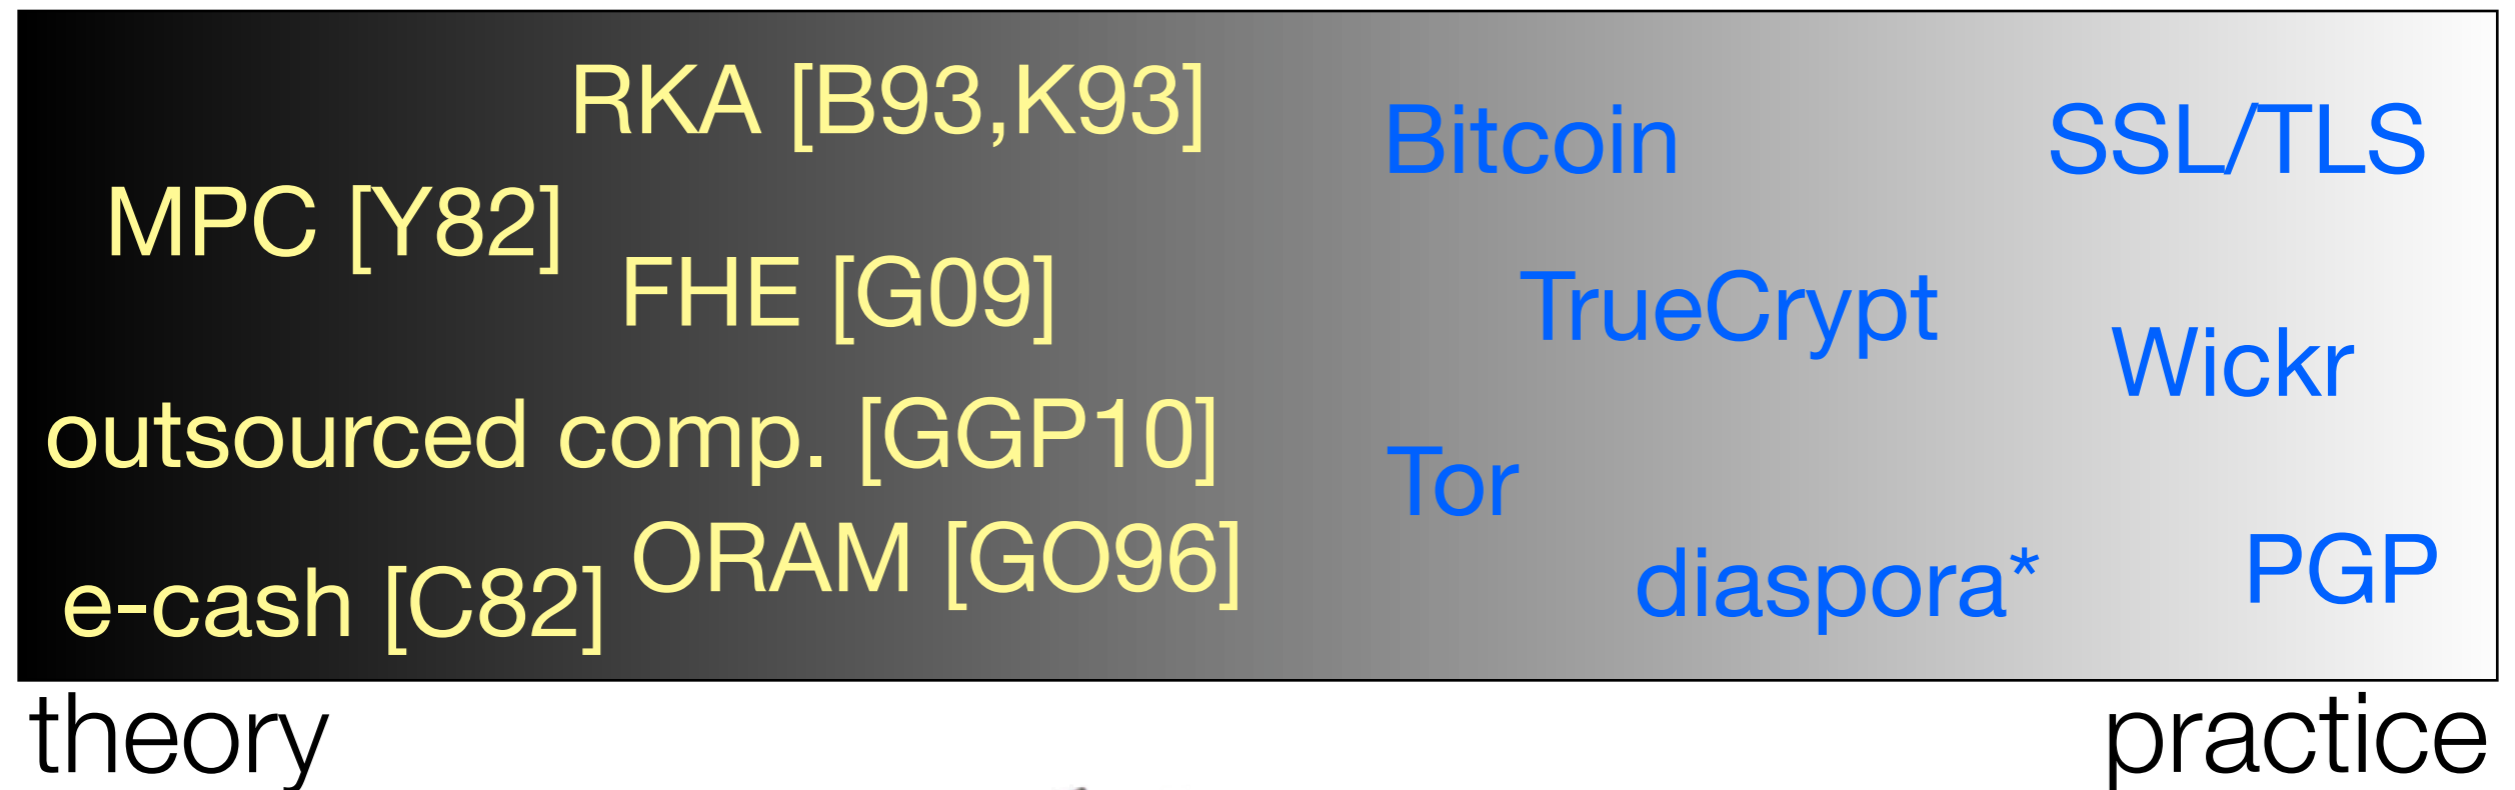 RKA [B93,K93]
Bitcoin
SSL/TLS
MPC [Y82]
FHE [G09]
TrueCrypt
Wickr
outsourced comp. [GGP10]
Tor
ORAM [GO96]
e-cash [C82]
diaspora*
PGP
theory
practice